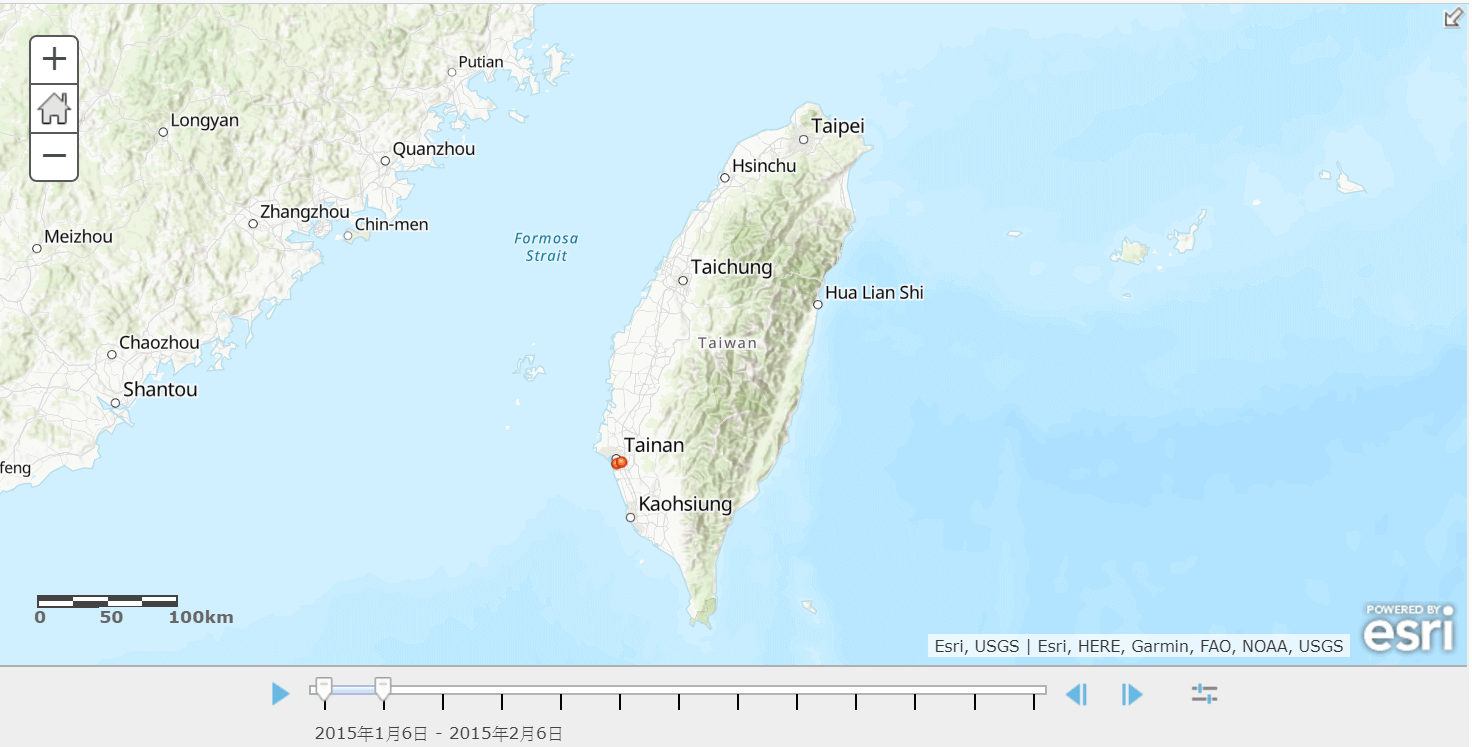 Putian
Longyan
Taipei
Quanzhou
Hsinchu
Zhangzhou
Chin-men
Meizhou
Formosa
Strait
Taichung
Hua Lian Shi
Chaozhou
Taiwan
Shantou
Tainan
feng
Kaohsiung
0 50 100km
POWERED BY
esri
Esri, USGS | Esri, HERE, Garmin, FAO, NOAA, USGS
2015年1月6日 - 2015年2月6日